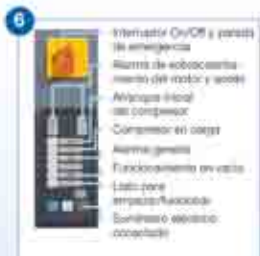 6
Interruptor On/Off y parada
de emergencia
Alarma de sobrecalenta-
miento del motor y aceite
Arranque inicial
del compresor
Compresor en carga
Alarma general
Funcionamiento en vacío
Listo para
empezar/funcionar
Suministro eléctrico
conectado